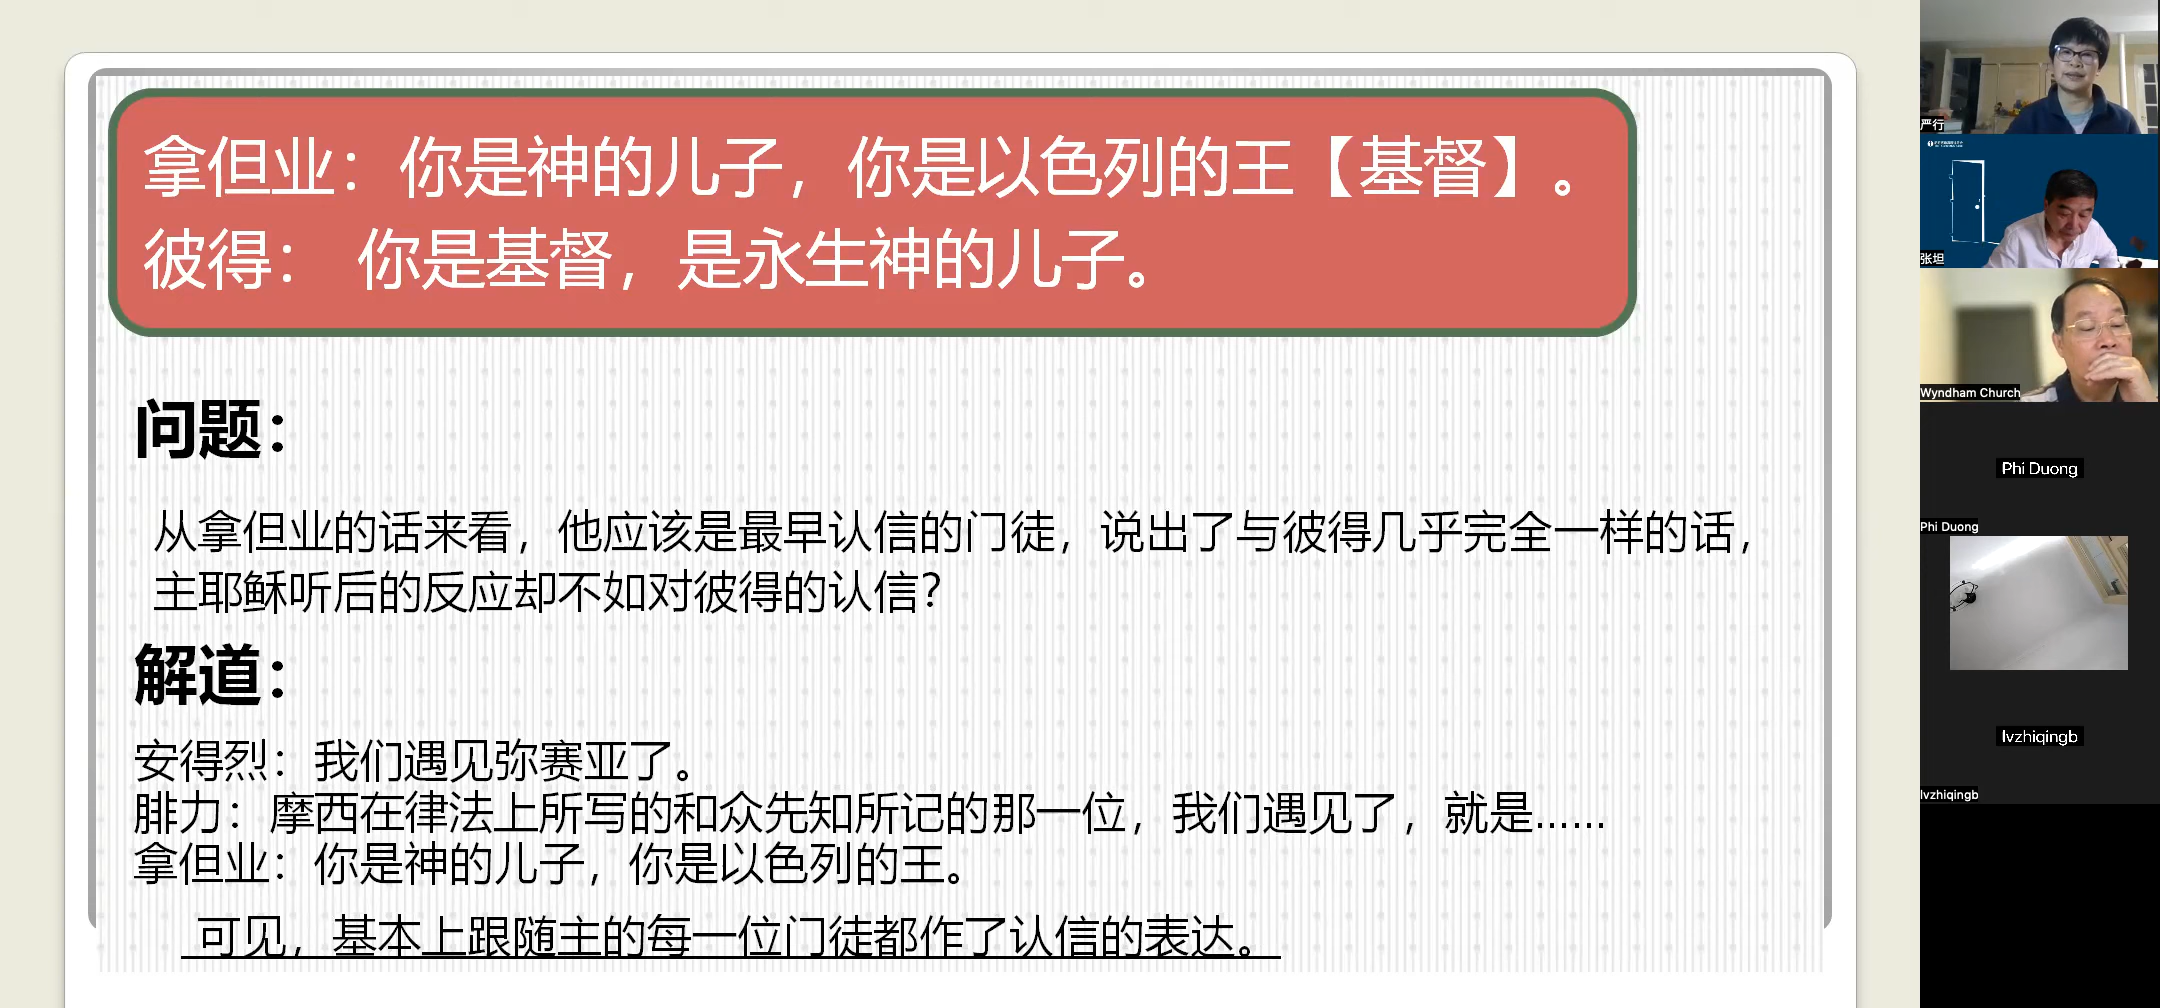 拿但业：你是神的儿子，你是以色列的王【基督】。
彼得： 你是基督，是永生神的儿子。
问题：
从拿但业的话来看，他应该是最早认信的门徒，说出了与彼得几乎完全一样的话，
主耶稣听后的反应却不如对彼得的认信？
解道：
安得烈：我们遇见弥赛亚了。
腓力：摩西在律法上所写的和众先知所记的那一位，我们遇见了，就是……
拿但业：你是神的儿子，你是以色列的王。
可见，基本上跟随主的每一位门徒都作了认信的表达。
严行
张坦
Wyndham Church
Phi Duong
Phi Duong
lvzhiqingb
lvzhiqingb